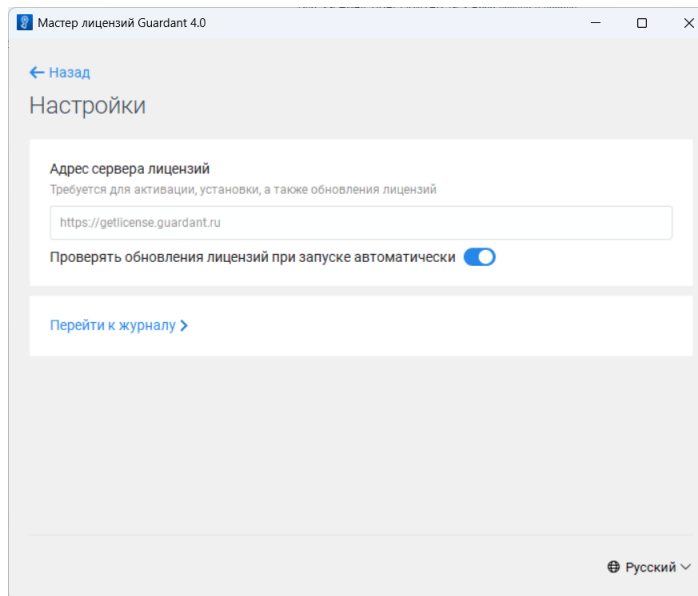 Мастер лицензий Guardant 4.0
Назад
Настройки
Адрес сервера лицензий
Требуется для активации, установки, а также обновления лицензий
https://getlicense.guardant.ru
Проверять обновления лицензий при запуске автоматически
Перейти к журналу
Русский